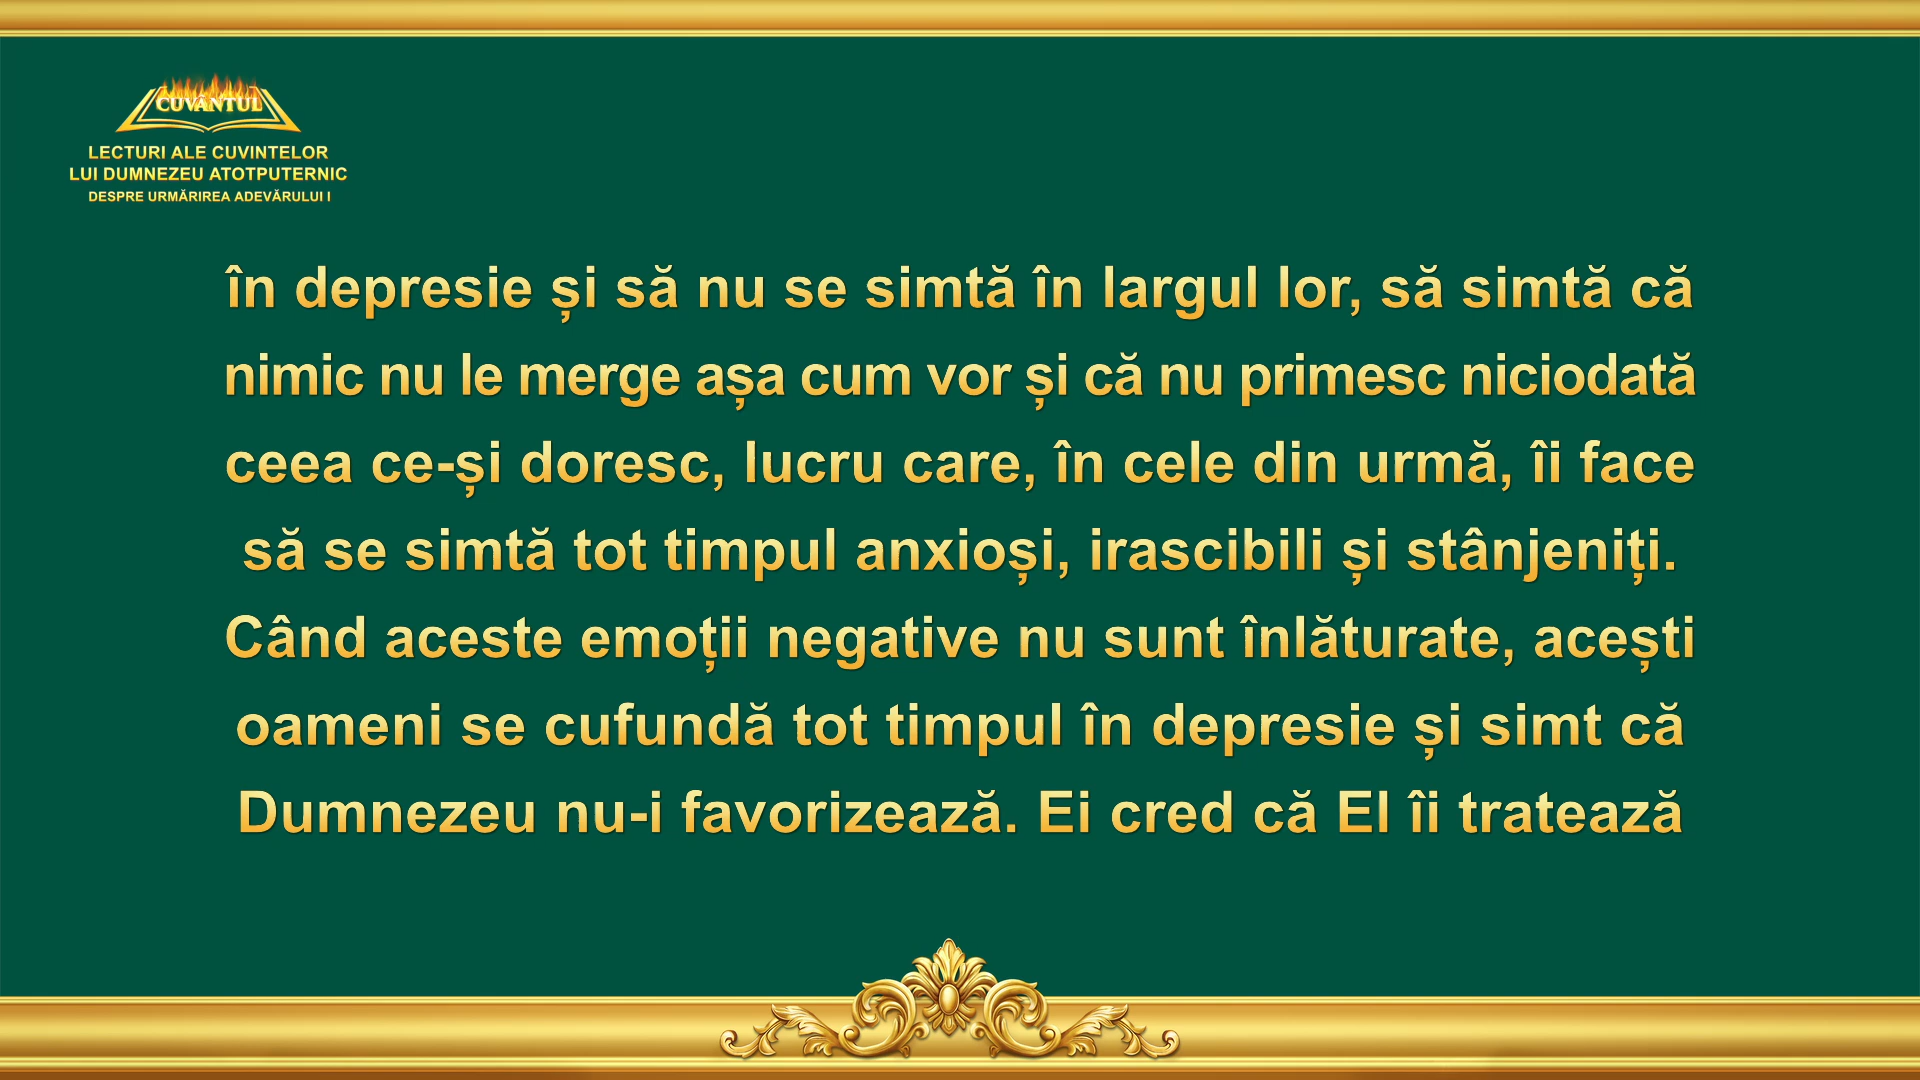 CUVÂNTUL
LECTURI ALE CUVINTELOR
LUI DUMNEZEU ATOTPUTERNIC
DESPRE URMĂRIREA ADEVĂRULUI I
în depresie și să nu se simtă în largul lor, să simtă că
nimic nu le merge așa cum vor și că nu primesc niciodată
ceea ce-și doresc, lucru care, în cele din urmă, îi face
să se simtă tot timpul anxioși, irascibili și stânjeniți.
Când aceste emoții negative nu sunt înlăturate, acești
oameni se cufundă tot timpul în depresie și simt că
Dumnezeu nu-i favorizează. Ei cred că El îi tratează